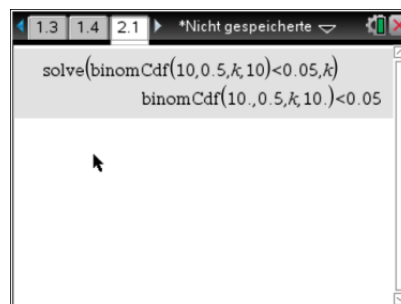 1.3 1.4 2.1 *Nicht gespeicherte
solve(binomCdf(10,0.5,k,10)<0.05,k)
binomCdf(10.,0.5,k,10.)<0.05